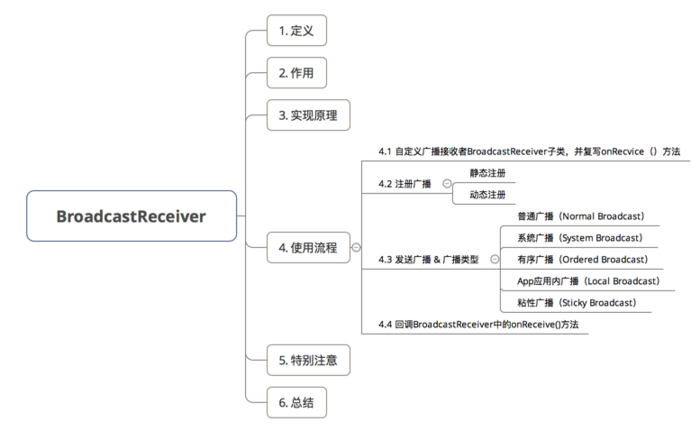 BroadcastReceiver
1. 定义
2. 作用
3. 实现原理
4. 使用流程
4.1 自定义广播接收者BroadcastReceiver子类，并复写onRecvice（）方法
4.2 注册广播
静态注册
动态注册
4.3 发送广播 & 广播类型
普通广播（Normal Broadcast）
系统广播（System Broadcast）
有序广播（Ordered Broadcast）
App应用内广播（Local Broadcast）
粘性广播（Sticky Broadcast）
4.4 回调BroadcastReceiver中的onReceive()方法
5. 特别注意
6. 总结